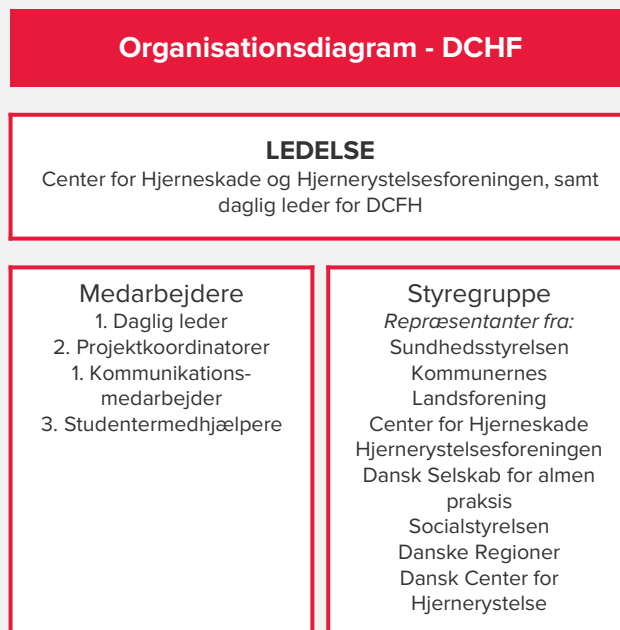 Organisationsdiagram - DCHF
LEDELSE
Center for Hjerneskade og Hjernerystelsesforeningen, samt
daglig leder for DCFH
Medarbejdere
1. Daglig leder
2. Projektkoordinatorer
1. Kommunikations-
medarbejder
3. Studentermedhjælpere
Styregruppe
Repræsentanter fra:
Sundhedsstyrelsen
Kommunernes
Landsforening
Center for Hjerneskade
Hjernerystelsesforeningen
Dansk Selskab for almen
praksis
Socialstyrelsen
Danske Regioner
Dansk Center for
Hjernerystelse